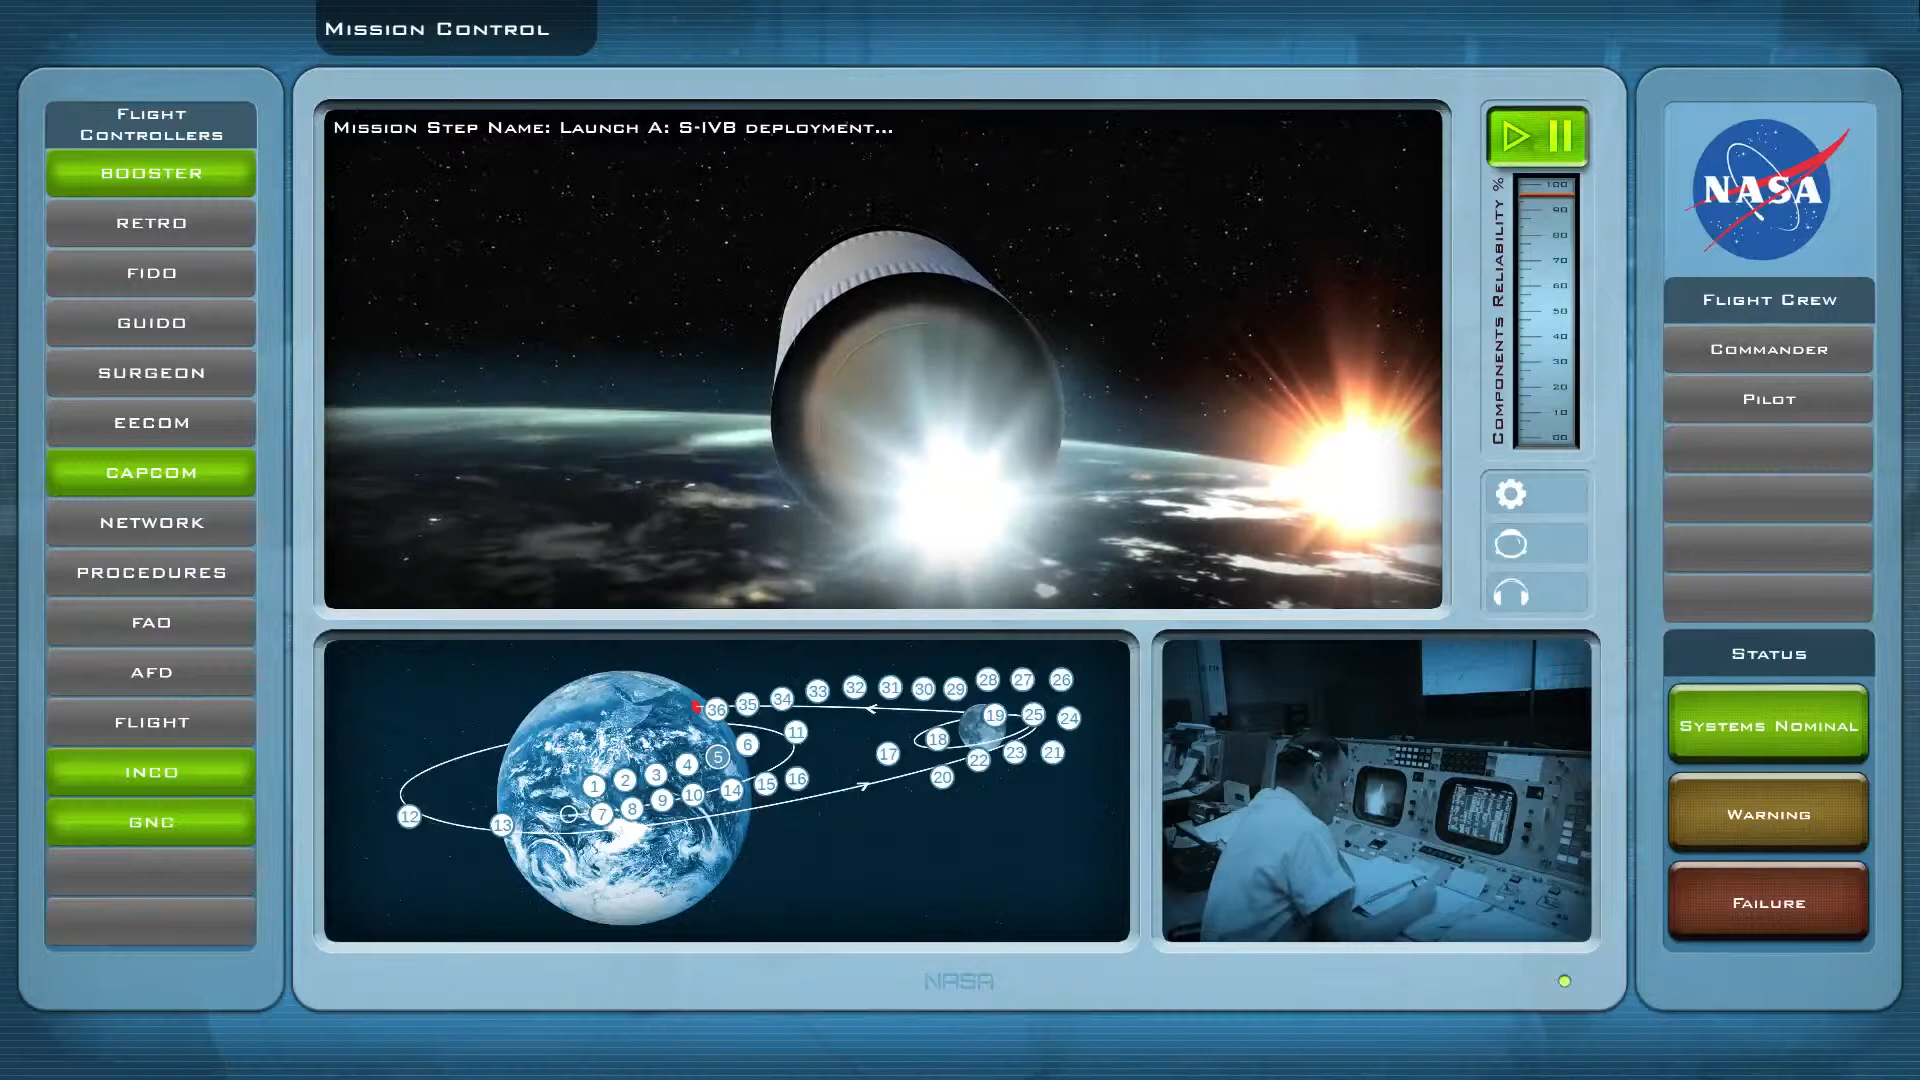 Mission Control
Flight
Controllers
BOOSTER
RETRO
FIDO
GUIDO
SURGEON
EECOM
CAPCOM
NETWORK
PROCEDURES
FAO
AFD
FLIGHT
INCO
GNC
Mission Step Name: Launch A: S-IVB deployment...
Components Reliability %
100
90
80
70
60
50
40
30
20
10
00
NASA
Flight Crew
Commander
Pilot
Status
Systems Nominal
Warning
Failure
36 35 34 33 32 31 30 29 28 27 26
11 19 25 24
5 6 17 18 23 21
1 2 3 4 22
12 13 7 8 9 10 14 15 16 20
NASA